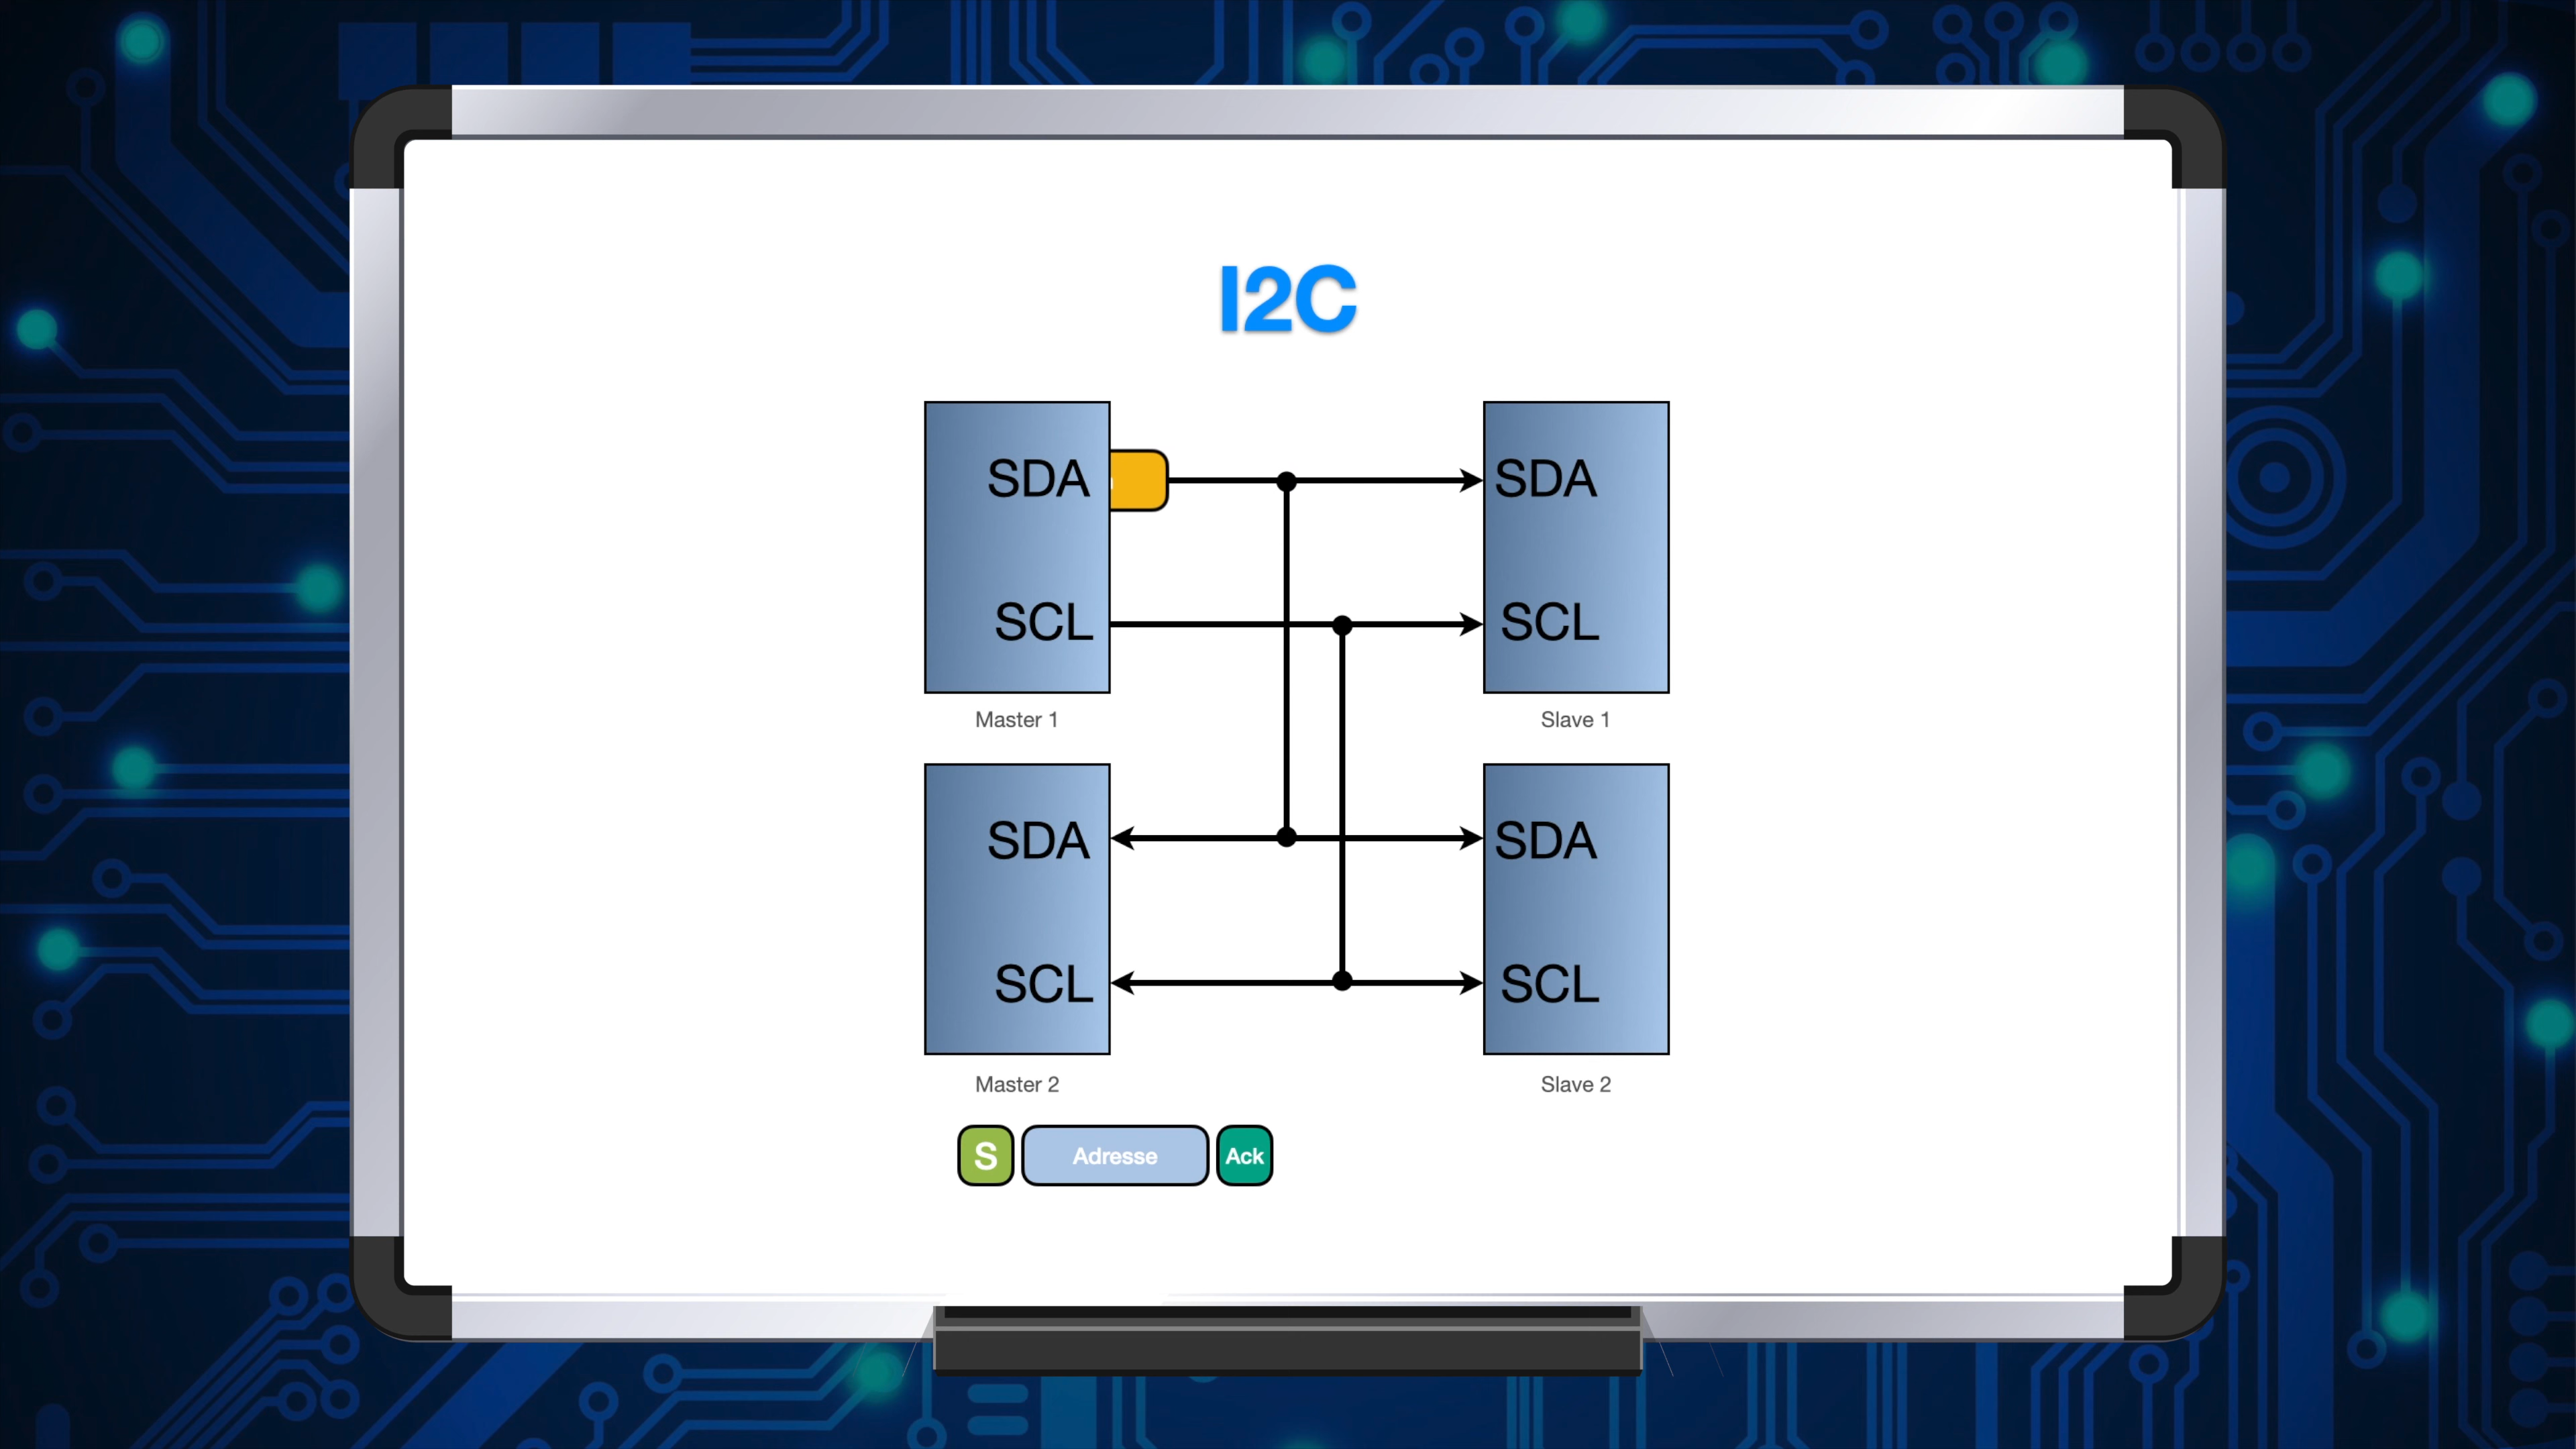 I2C
SDA
SCL
Master 1
SDA
SCL
Slave 1
SDA
SCL
Master 2
SDA
SCL
Slave 2
S
Adresse
Ack